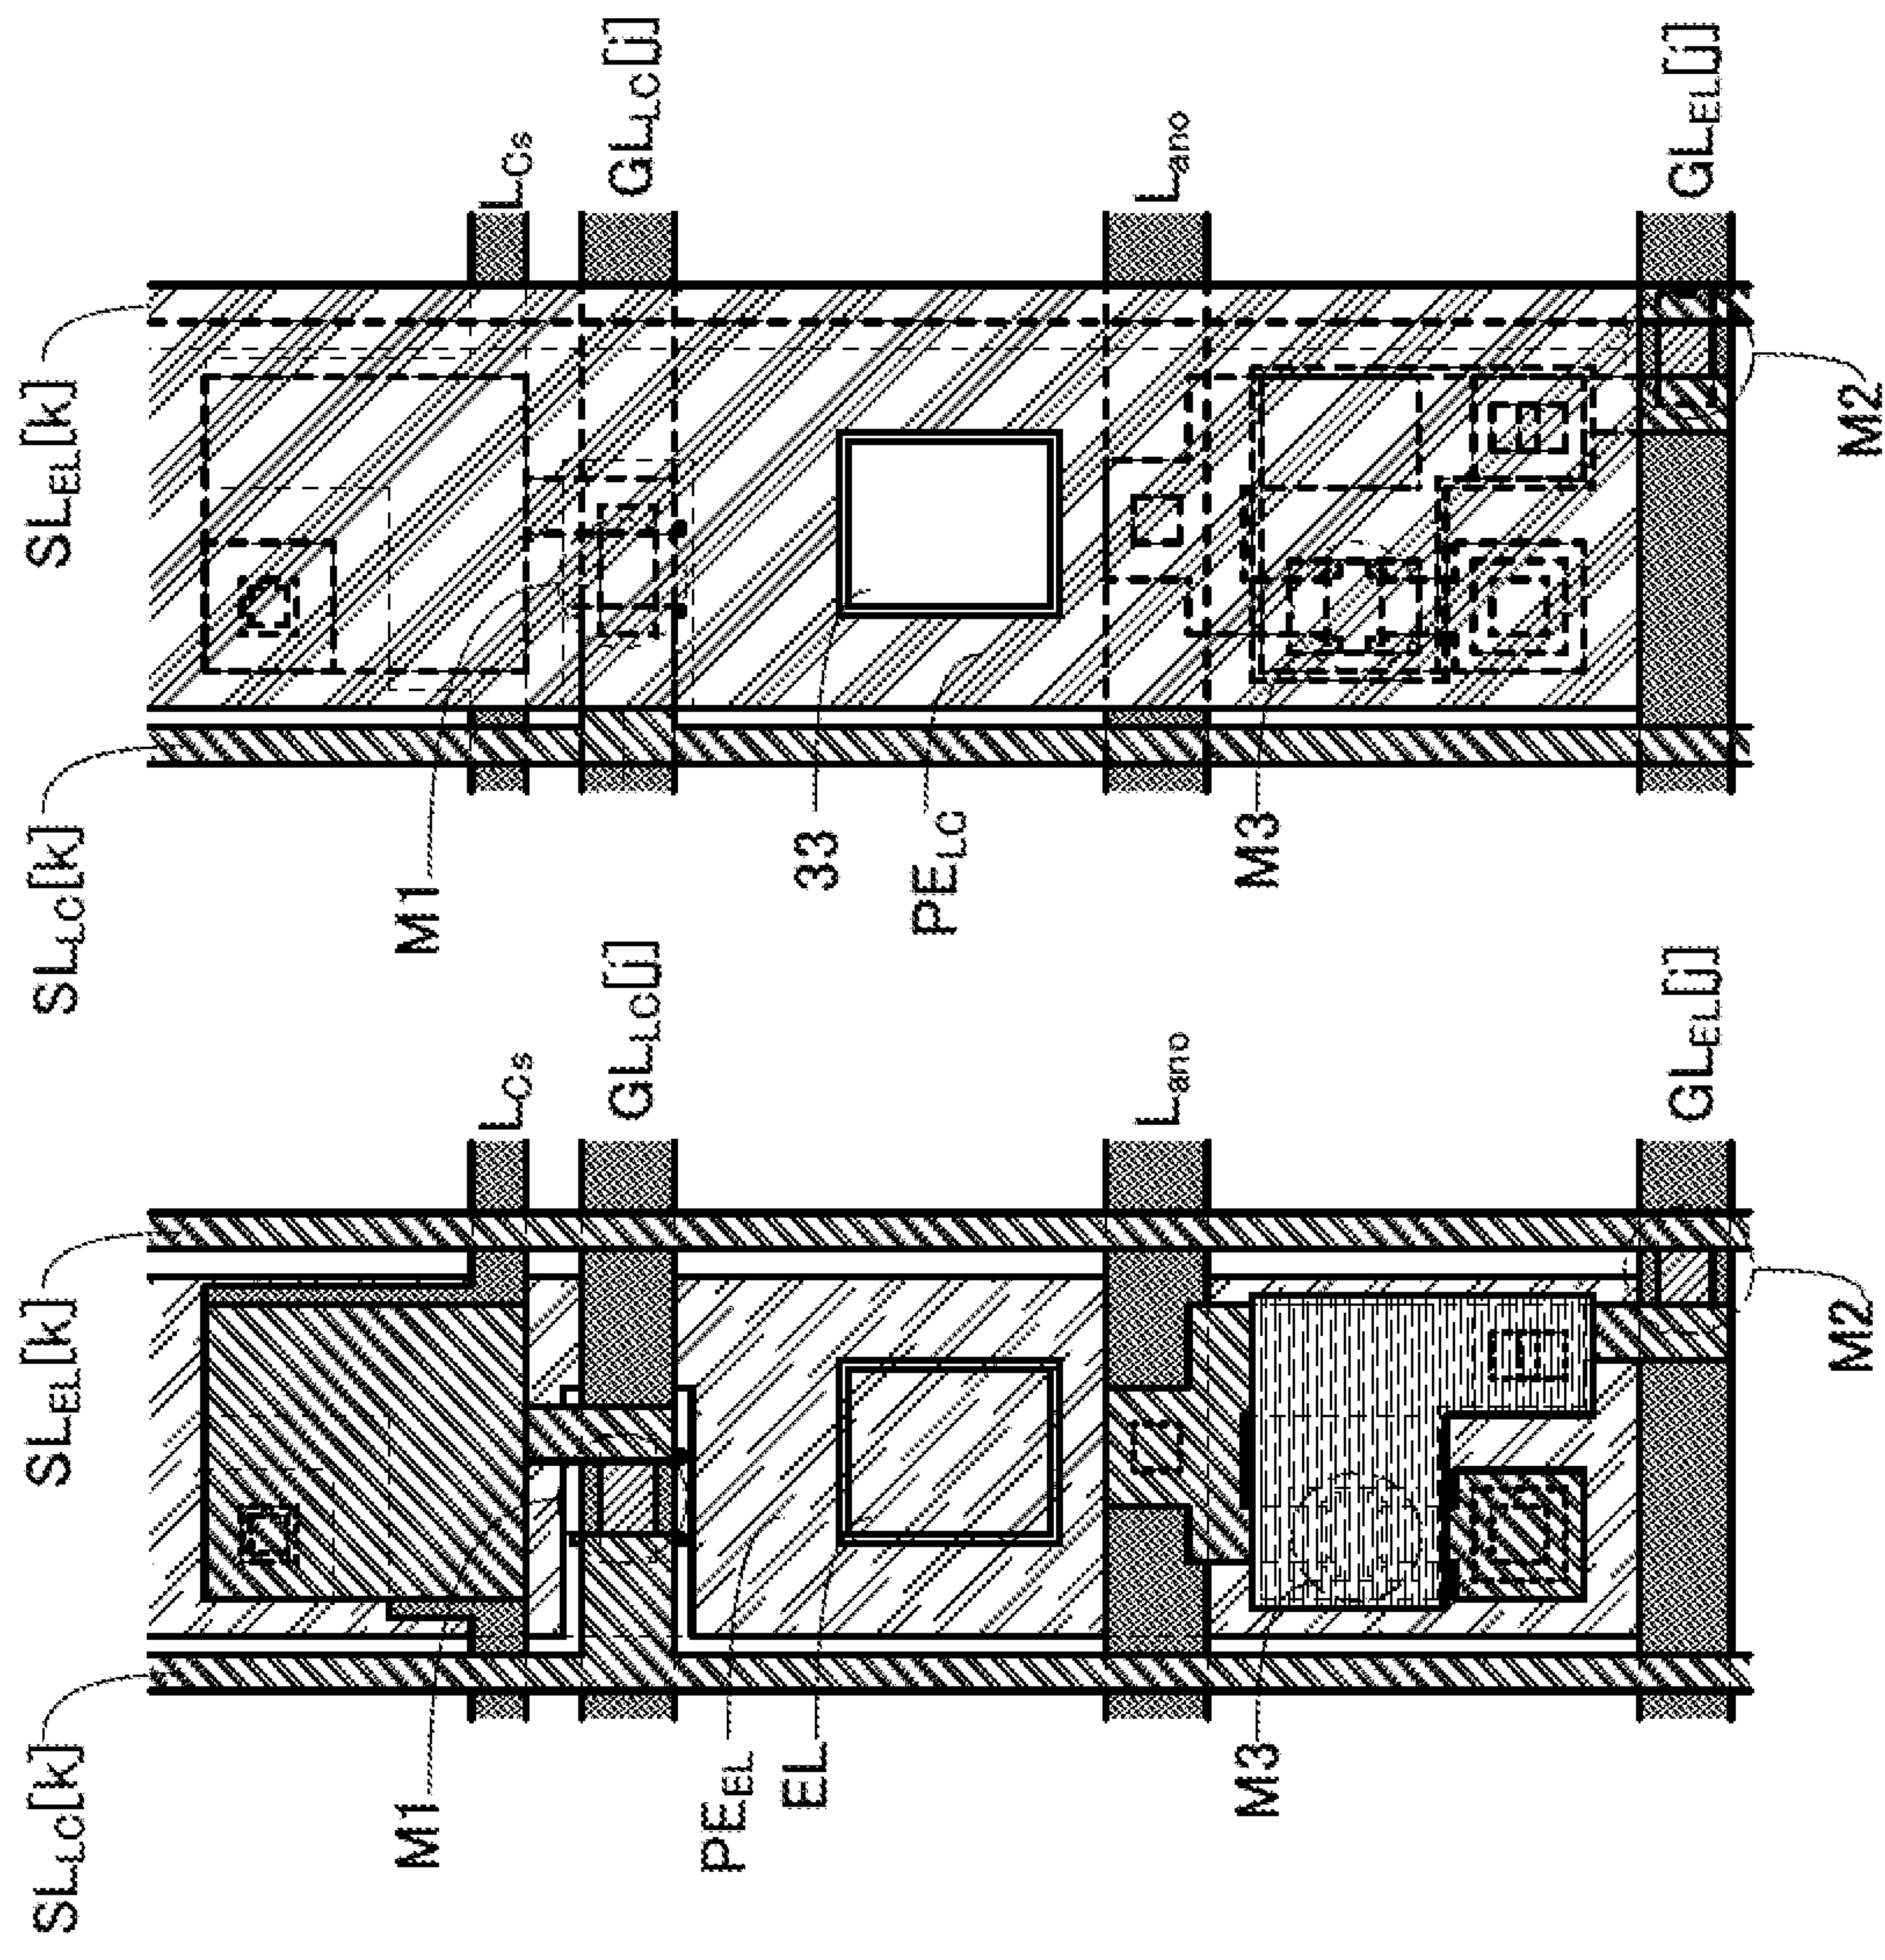 SL_LC[k]
SL_EL[k]
M1
PE_EL
EL
M3
L_Cs
GL_LC[j]
L_ano
GL_EL[j]
M2
SL_LC[k]
SL_EL[k]
M1
33
PE_LC
M3
L_Cs
GL_LC[j]
L_ano
GL_EL[j]
M2